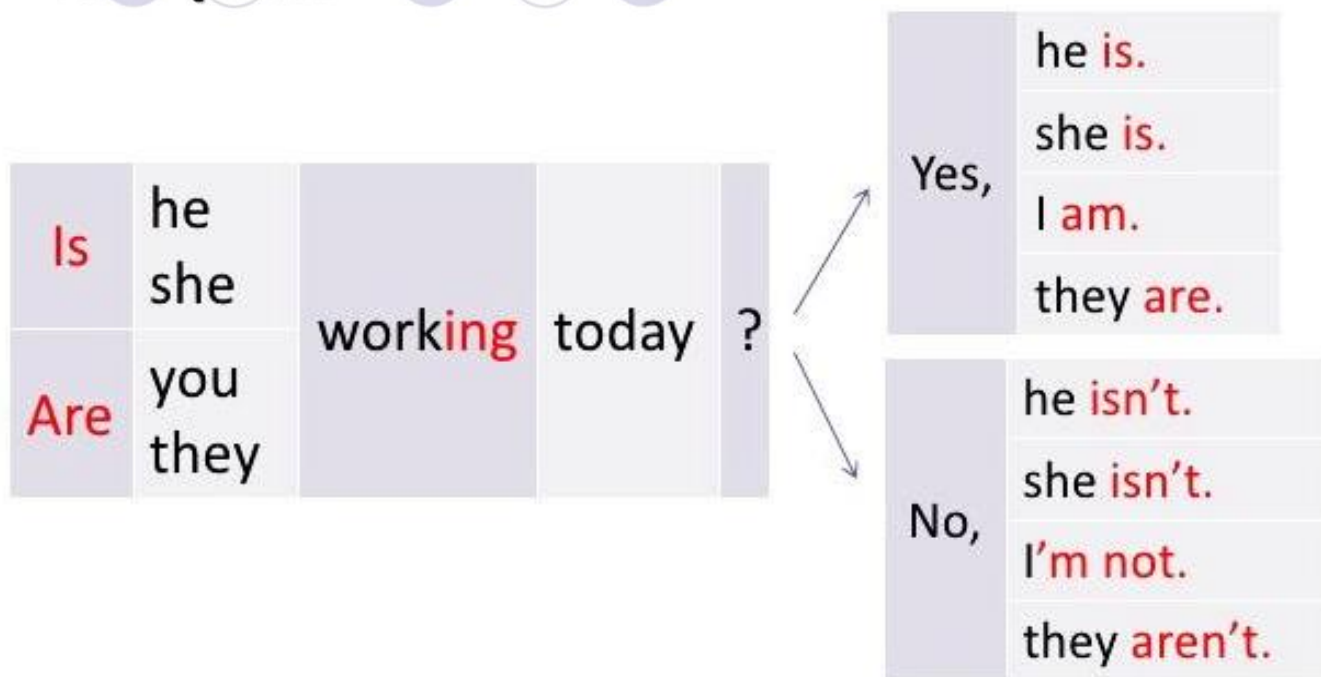 Is
he
she
Are
you
they
working
today
?
Yes,
he is.
she is.
I am.
they are.
No,
he isn't.
she isn't.
I'm not.
they aren't.